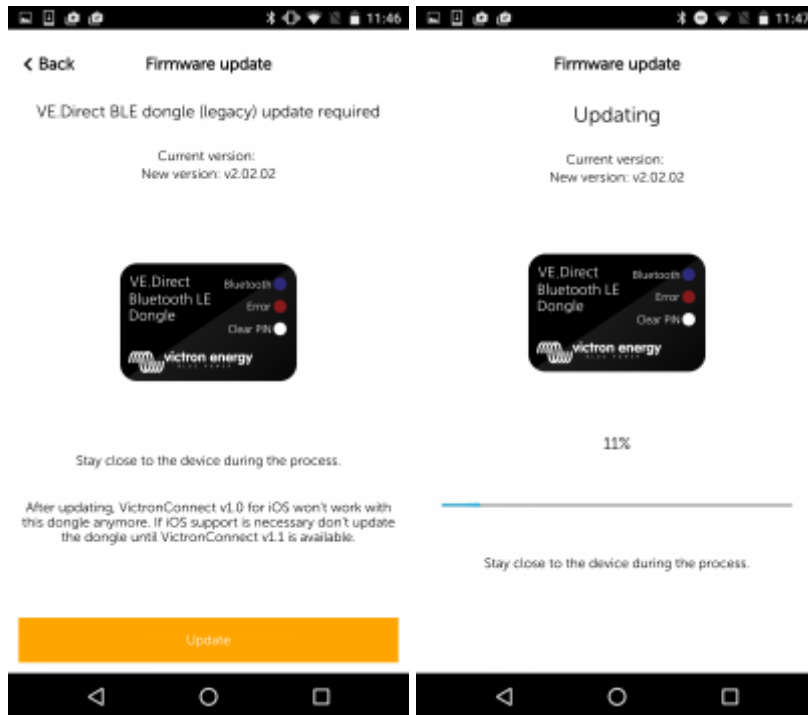 11:46
Back Firmware update
VE.Direct BLE dongle (legacy) update required
Current version:
New version: v2.02.02
VE.Direct
Bluetooth LE
Dongle
Bluetooth
Error
Clear PIN
victron energy
BLUE POWER
Stay close to the device during the process.
After updating, VictronConnect v1.0 for iOS won't work with
this dongle anymore. If iOS support is necessary don't update
the dongle until VictronConnect v1.1 is available.
Update
11:47
Firmware update
Updating
Current version:
New version: v2.02.02
VE.Direct
Bluetooth LE
Dongle
Bluetooth
Error
Clear PIN
victron energy
BLUE POWER
11%
Stay close to the device during the process.